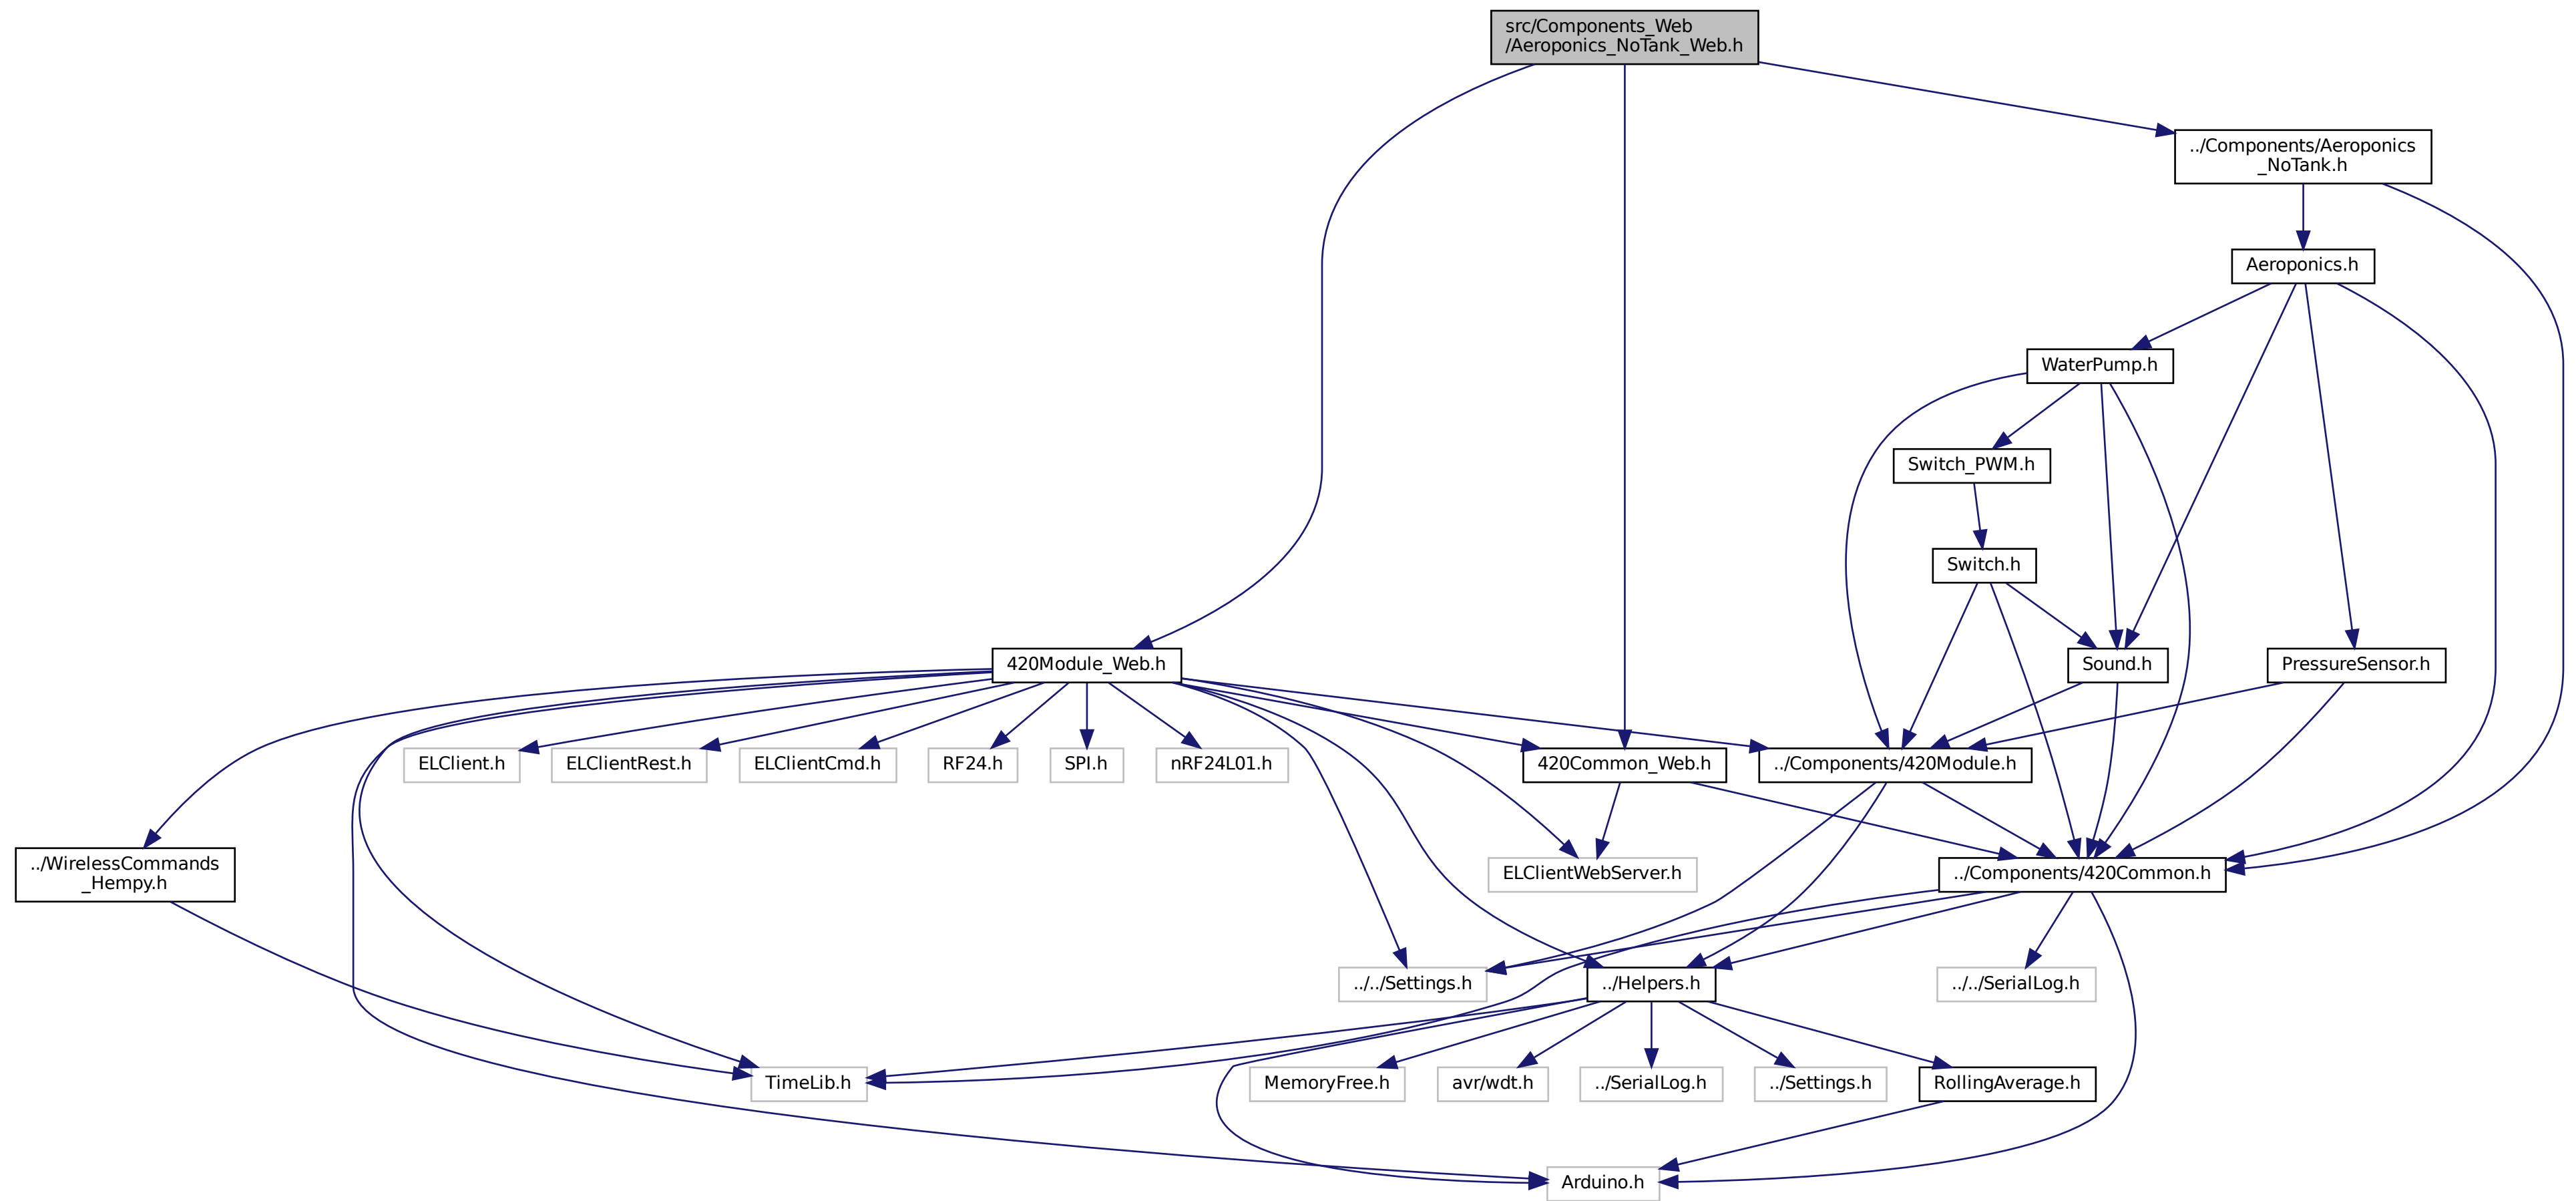 src/Components_Web
/Aeroponics_NoTank_Web.h
../Components/Aeroponics
_NoTank.h
Aeroponics.h
WaterPump.h
Switch_PWM.h
Switch.h
420Module_Web.h
Sound.h
PressureSensor.h
ELClient.h
ELClientRest.h
ELClientCmd.h
RF24.h
SPI.h
nRF24L01.h
420Common_Web.h
../Components/420Module.h
../WirelessCommands
_Hempy.h
ELClientWebServer.h
../Components/420Common.h
../../Settings.h
../Helpers.h
../../SerialLog.h
TimeLib.h
MemoryFree.h
avr/wdt.h
../SerialLog.h
../Settings.h
RollingAverage.h
Arduino.h